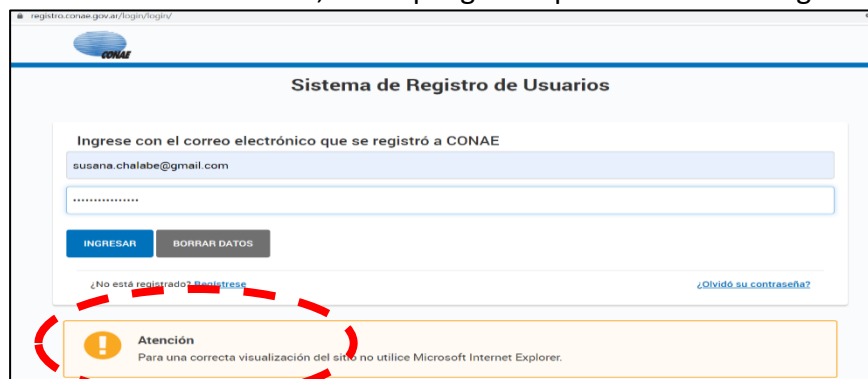 registro.conae.gov.ar/login/login/
CONAE
Sistema de Registro de Usuarios
Ingrese con el correo electrónico que se registró a CONAE
susana.chalabe@gmail.com
INGRESAR BORRAR DATOS
¿No está registrado? Regístrese ¿Olvidó su contraseña?
Atención
Para una correcta visualización del sitio no utilice Microsoft Internet Explorer.